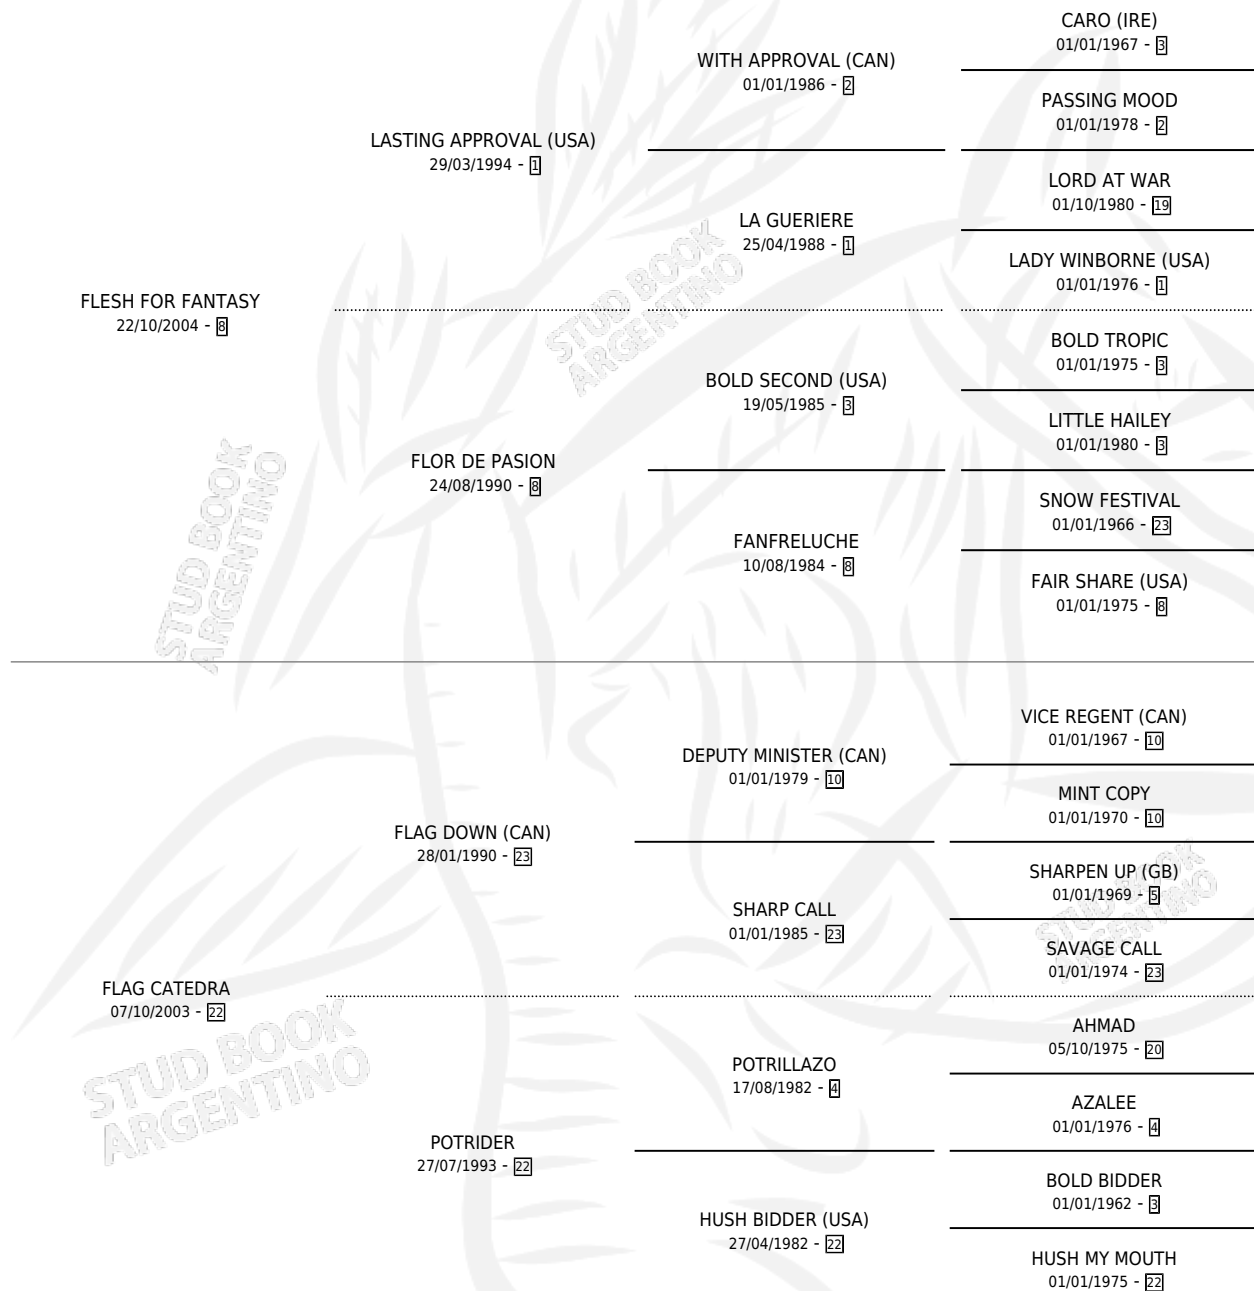 CARO (IRE)
01/01/1967 - 3
WITH APPROVAL (CAN)
01/01/1986 - 2
PASSING MOOD
01/01/1978 - 2
LASTING APPROVAL (USA)
29/03/1994 - 1
LORD AT WAR
01/10/1980 - 19
LA GUERIERE
25/04/1988 - 1
LADY WINBORNE (USA)
01/01/1976 - 1
FLESH FOR FANTASY
22/10/2004 - 8
BOLD TROPIC
01/01/1975 - 3
BOLD SECOND (USA)
19/05/1985 - 3
LITTLE HAILEY
01/01/1980 - 3
FLOR DE PASION
24/08/1990 - 8
SNOW FESTIVAL
01/01/1966 - 23
FANFRELUCHE
10/08/1984 - 8
FAIR SHARE (USA)
01/01/1975 - 8
VICE REGENT (CAN)
01/01/1967 - 10
DEPUTY MINISTER (CAN)
01/01/1979 - 10
MINT COPY
01/01/1970 - 10
FLAG DOWN (CAN)
28/01/1990 - 23
SHARPEN UP (GB)
01/01/1969 - 5
SHARP CALL
01/01/1985 - 23
SAVAGE CALL
01/01/1974 - 23
FLAG CATEDRA
07/10/2003 - 22
AHMAD
05/10/1975 - 20
POTRILLAZO
17/08/1982 - 4
AZALEE
01/01/1976 - 4
POTRIDER
27/07/1993 - 22
BOLD BIDDER
01/01/1962 - 3
HUSH BIDDER (USA)
27/04/1982 - 22
HUSH MY MOUTH
01/01/1975 - 22
STUD BOOK
ARGENTINO
STUD BOOK
ARGENTINO
STUD BOOK
ARGENTINO
STUD BOOK
ARGENTINO